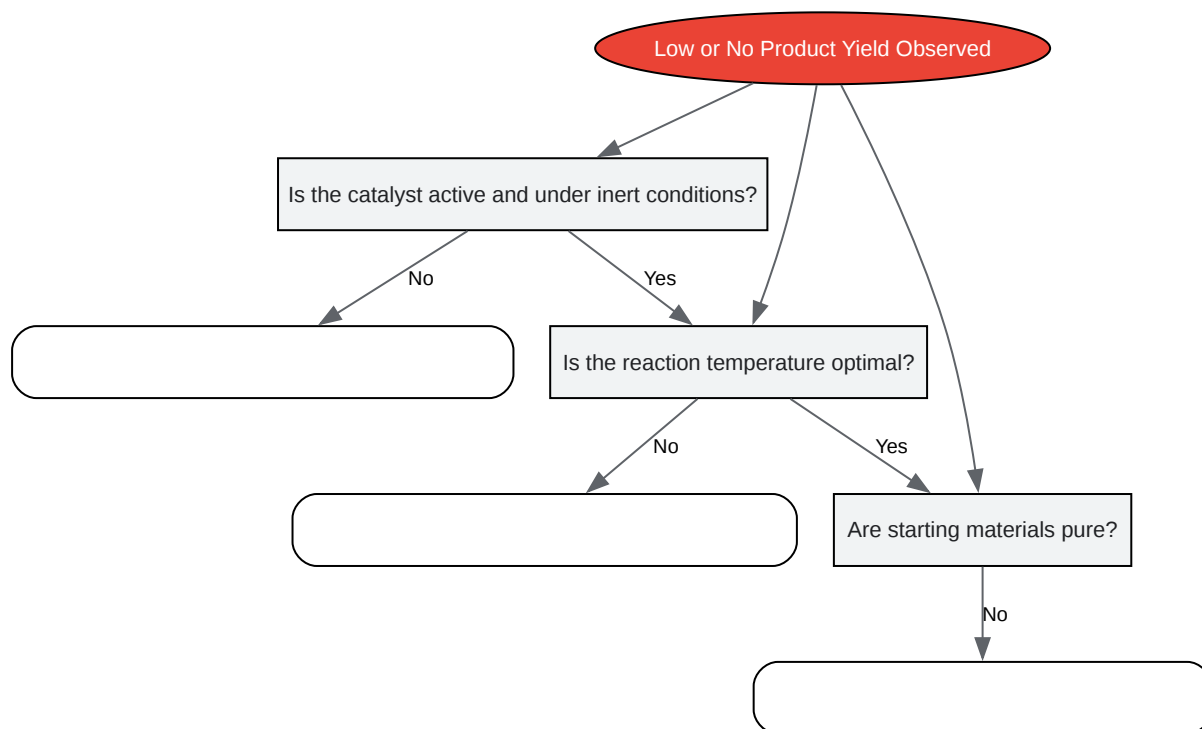 Low or No Product Yield Observed
Is the catalyst active and under inert conditions?
No
Yes
Is the reaction temperature optimal?
No
Yes
Are starting materials pure?
No